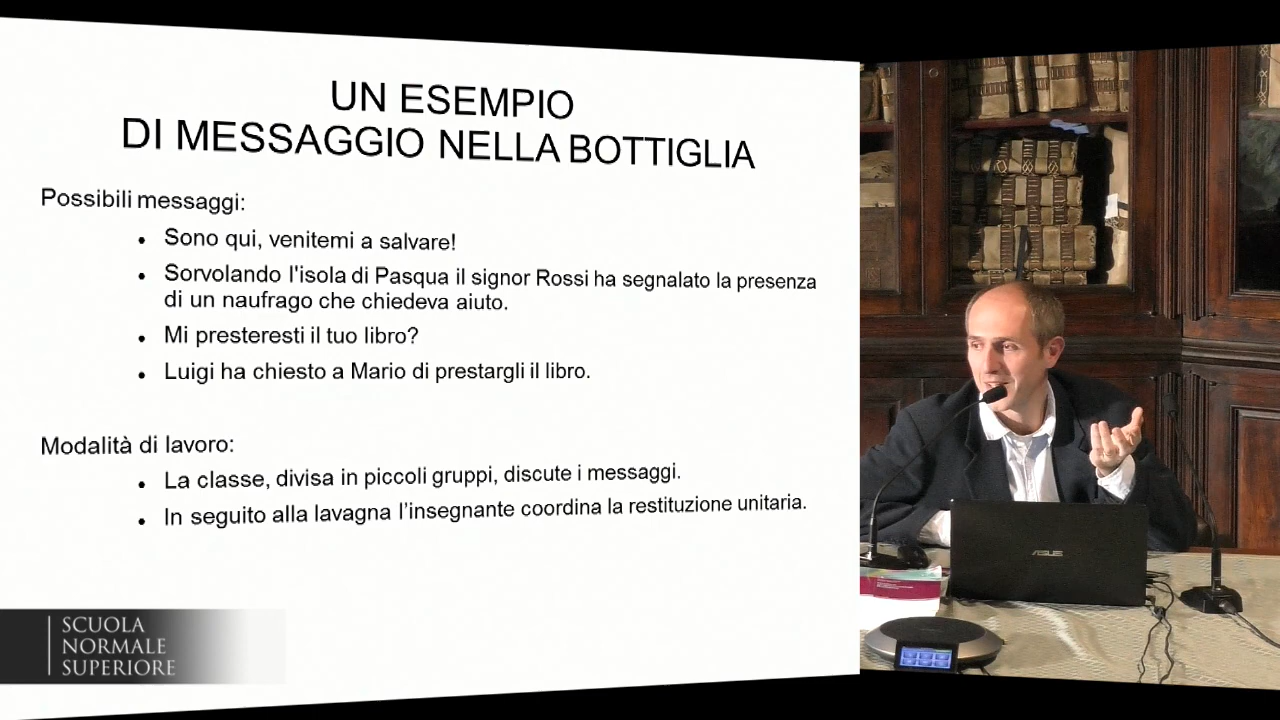 UN ESEMPIO
DI MESSAGGIO NELLA BOTTIGLIA
Possibili messaggi:
• Sono qui, venitemi a salvare!
• Sorvolando l'isola di Pasqua il signor Rossi ha segnalato la presenza
di un naufrago che chiedeva aiuto.
• Mi presteresti il tuo libro?
• Luigi ha chiesto a Mario di prestargli il libro.
Modalità di lavoro:
• La classe, divisa in piccoli gruppi, discute i messaggi.
• In seguito alla lavagna l’insegnante coordina la restituzione unitaria.
SCUOLA
NORMALE
SUPERIORE
ASUS